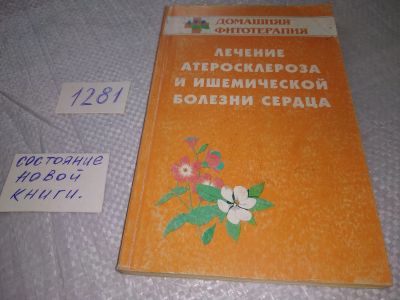 ДОМАШНЯЯ
ФИТОТЕРАПИЯ
ЛЕЧЕНИЕ
АТЕРОСКЛЕРОЗА
И ИШЕМИЧЕСКОЙ
БОЛЕЗНИ СЕРДЦА
1281
состояние
новой
книги.